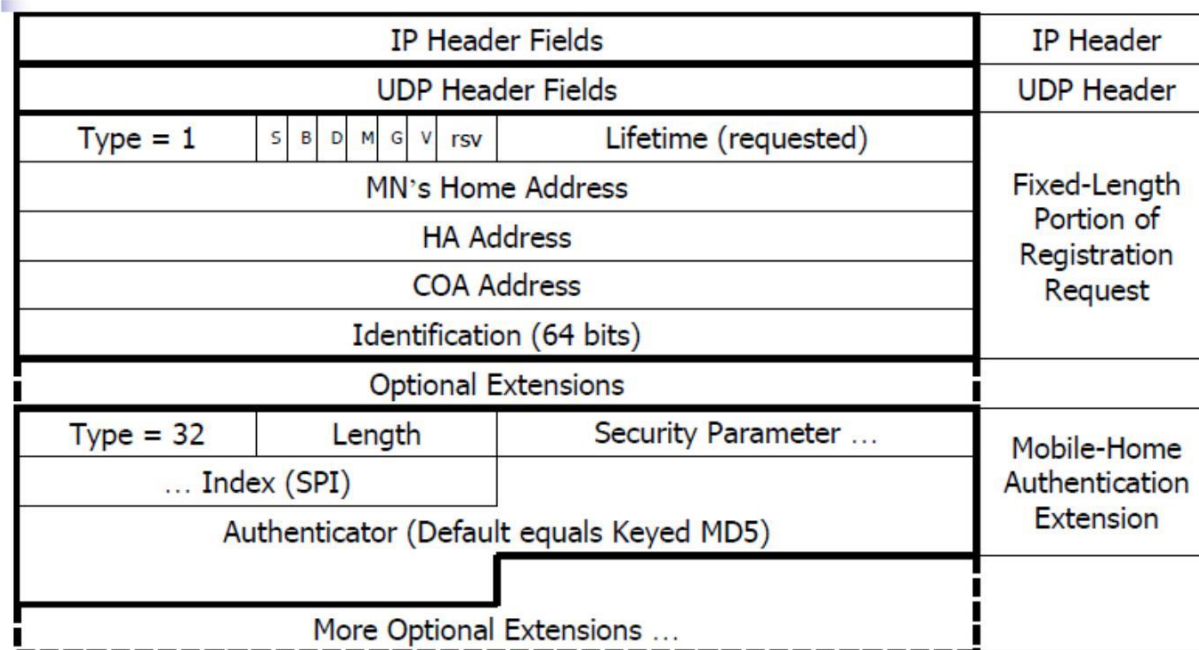 IP Header Fields
IP Header
UDP Header Fields
UDP Header
Type = 1
S B D M G V rsv
Lifetime (requested)
MN’s Home Address
HA Address
COA Address
Identification (64 bits)
Fixed-Length
Portion of
Registration
Request
Optional Extensions
Type = 32
Length
Security Parameter …
… Index (SPI)
Authenticator (Default equals Keyed MD5)
Mobile-Home
Authentication
Extension
More Optional Extensions …